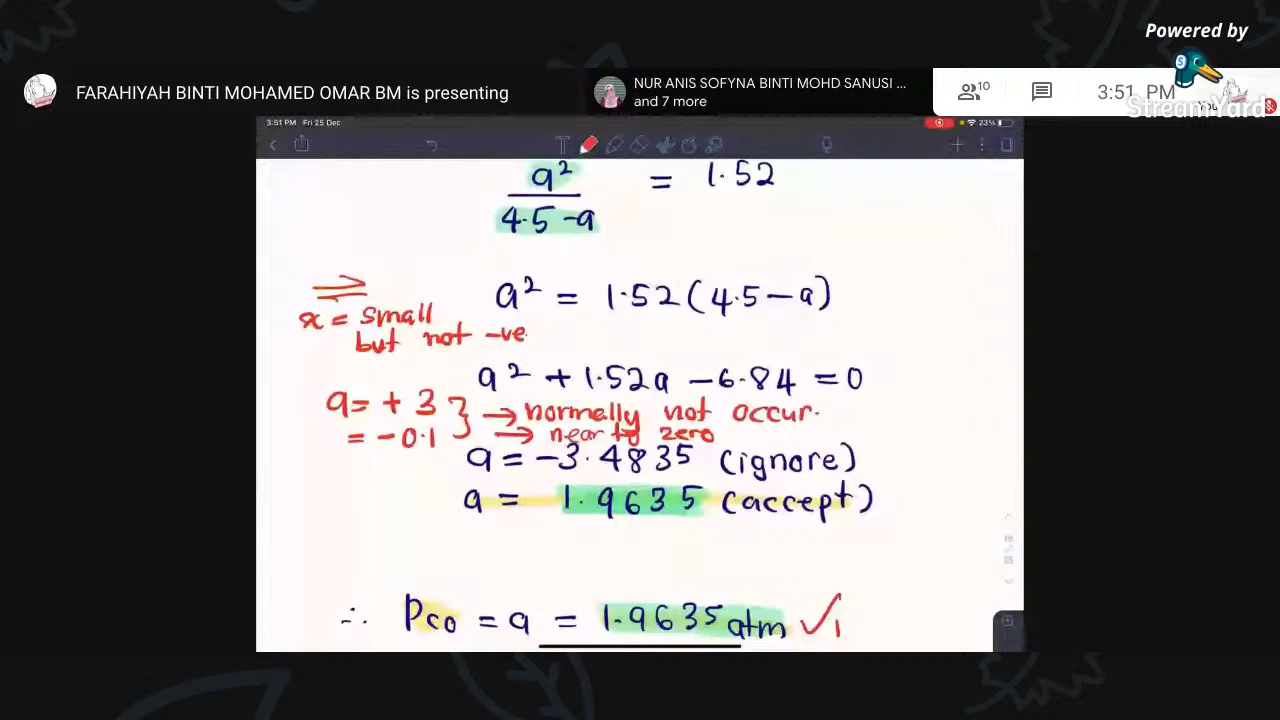 Powered by
StreamYard
FARAHIYAH BINTI MOHAMED OMAR BM is presenting
NUR ANIS SOFYNA BINTI MOHD SANUSI ...
and 7 more
10
3:51 PM
You
3:51 PM Fri 25 Dec
23%
a² / 4.5 - a = 1.52
a² = 1.52 (4.5 - a)
x = small
but not -ve
a² + 1.52a - 6.84 = 0
a = + 3 } → normally not occur.
= - 0.1 → near to zero
a = -3.4835 (ignore)
a = 1.9635 (accept)
∴ Pco = a = 1.9635 atm ✓1